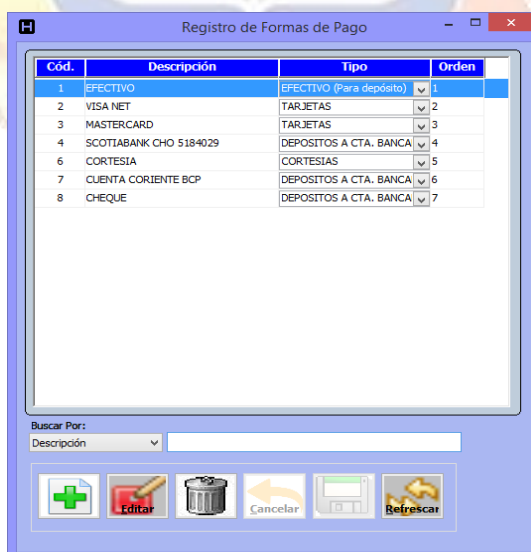 H Registro de Formas de Pago
Cód. Descripción Tipo Orden
1 EFECTIVO EFECTIVO (Para depósito) 1
2 VISA NET TARJETAS 2
3 MASTERCARD TARJETAS 3
4 SCOTIABANK CHO 5184029 DEPOSITOS A CTA. BANCA 4
6 CORTESIA CORTESIAS 5
7 CUENTA CORIENTE BCP DEPOSITOS A CTA. BANCA 6
8 CHEQUE DEPOSITOS A CTA. BANCA 7
Buscar Por:
Descripción
Editar Cancelar Refrescar